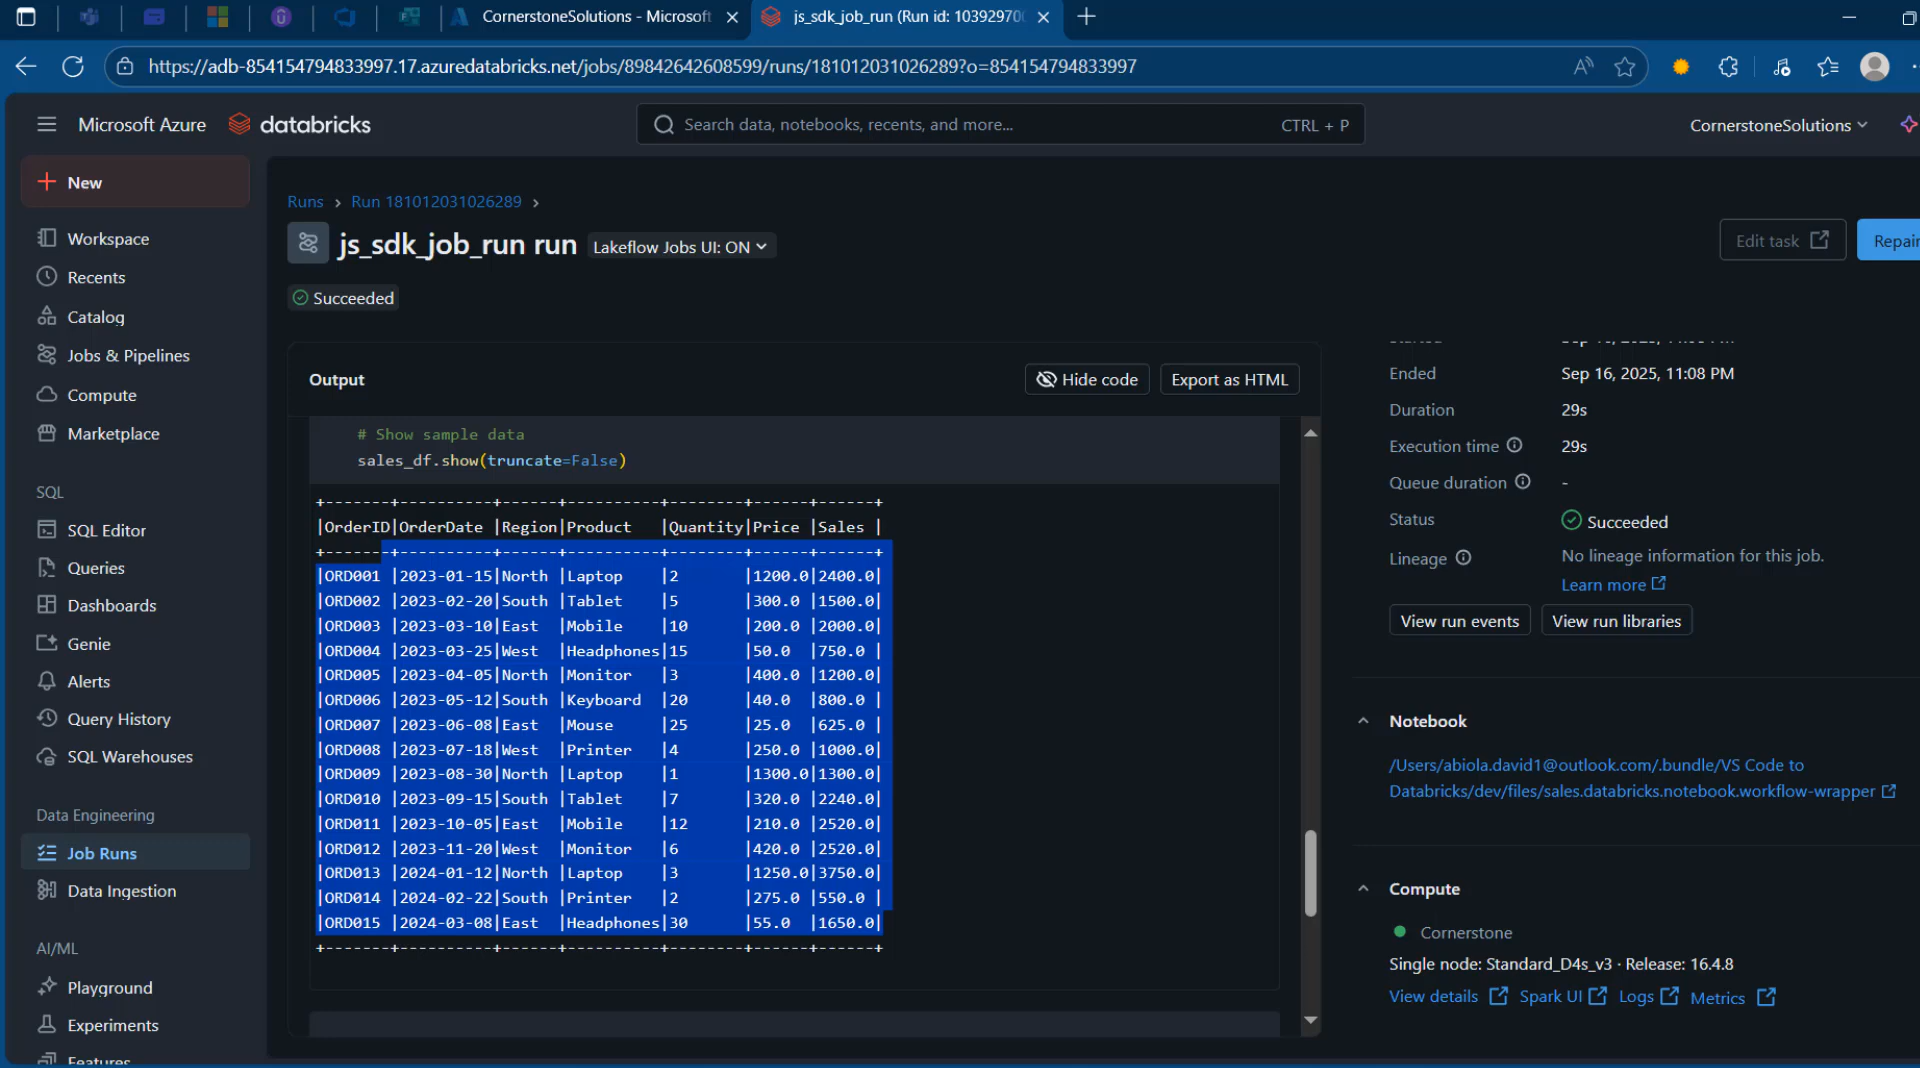 CornerstoneSolutions - Microsoft
js_sdk_job_run (Run id: 103929700
https://adb-854154794833997.17.azuredatabricks.net/jobs/89842642608599/runs/181012031026289?o=854154794833997
Microsoft Azure
databricks
Search data, notebooks, recents, and more...
CTRL + P
CornerstoneSolutions
New
Workspace
Recents
Catalog
Jobs & Pipelines
Compute
Marketplace
SQL
SQL Editor
Queries
Dashboards
Genie
Alerts
Query History
SQL Warehouses
Data Engineering
Job Runs
Data Ingestion
AI/ML
Playground
Experiments
Features
Runs › Run 181012031026289 ›
js_sdk_job_run run
Lakeflow Jobs UI: ON
Edit task
Repair
Succeeded
Output
Hide code
Export as HTML
# Show sample data
sales_df.show(truncate=False)
+-------+----------+------+----------+--------+------+------+
|OrderID|OrderDate |Region|Product   |Quantity|Price |Sales |
+-------+----------+------+----------+--------+------+------+
|ORD001 |2023-01-15|North |Laptop    |2       |1200.0|2400.0|
|ORD002 |2023-02-20|South |Tablet    |5       |300.0 |1500.0|
|ORD003 |2023-03-10|East  |Mobile    |10      |200.0 |2000.0|
|ORD004 |2023-03-25|West  |Headphones|15      |50.0  |750.0 |
|ORD005 |2023-04-05|North |Monitor   |3       |400.0 |1200.0|
|ORD006 |2023-05-12|South |Keyboard  |20      |40.0  |800.0 |
|ORD007 |2023-06-08|East  |Mouse     |25      |25.0  |625.0 |
|ORD008 |2023-07-18|West  |Printer   |4       |250.0 |1000.0|
|ORD009 |2023-08-30|North |Laptop    |1       |1300.0|1300.0|
|ORD010 |2023-09-15|South |Tablet    |7       |320.0 |2240.0|
|ORD011 |2023-10-05|East  |Mobile    |12      |210.0 |2520.0|
|ORD012 |2023-11-20|West  |Monitor   |6       |420.0 |2520.0|
|ORD013 |2024-01-12|North |Laptop    |3       |1250.0|3750.0|
|ORD014 |2024-02-22|South |Printer   |2       |275.0 |550.0 |
|ORD015 |2024-03-08|East  |Headphones|30      |55.0  |1650.0|
+-------+----------+------+----------+--------+------+------+
Ended Sep 16, 2025, 11:08 PM
Duration 29s
Execution time 29s
Queue duration -
Status Succeeded
Lineage No lineage information for this job.
Learn more
View run events
View run libraries
Notebook
/Users/abiola.david1@outlook.com/.bundle/VS Code to
Databricks/dev/files/sales.databricks.notebook.workflow-wrapper
Compute
Cornerstone
Single node: Standard_D4s_v3 · Release: 16.4.8
View details Spark UI Logs Metrics